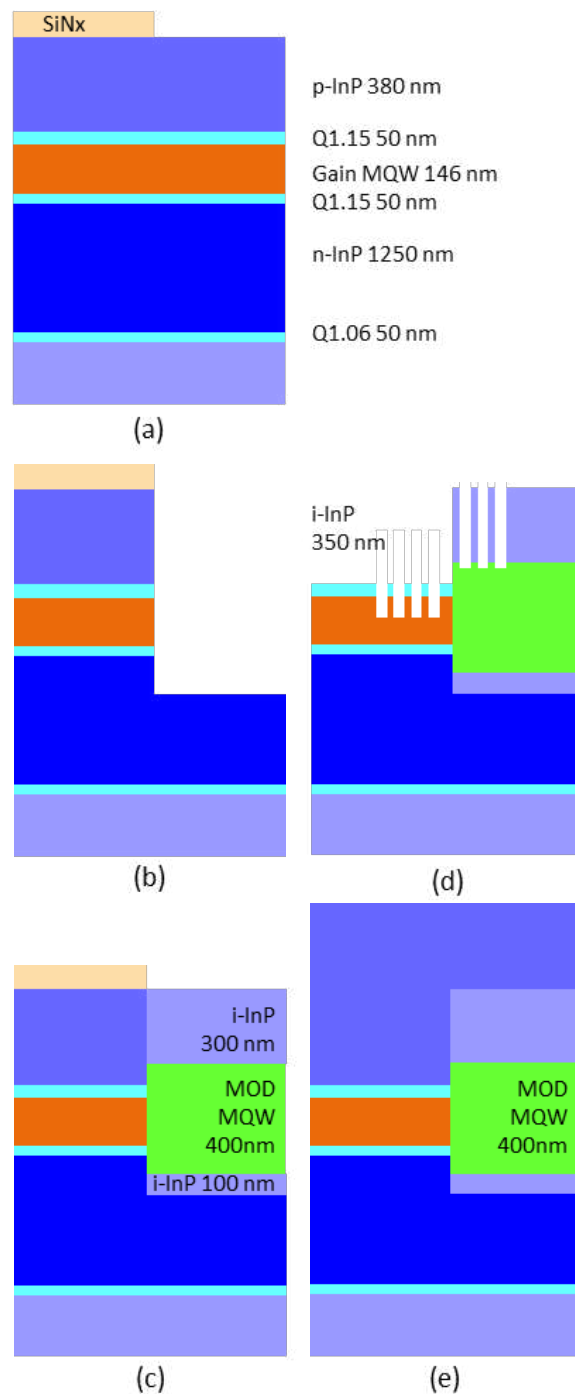 SiNx
p-InP 380 nm
Q1.15 50 nm
Gain MQW 146 nm
Q1.15 50 nm
n-InP 1250 nm
Q1.06 50 nm
(a)
(b)
i-InP
350 nm
(d)
i-InP
300 nm
MOD
MQW
400nm
i-InP 100 nm
(c)
MOD
MQW
400nm
(e)